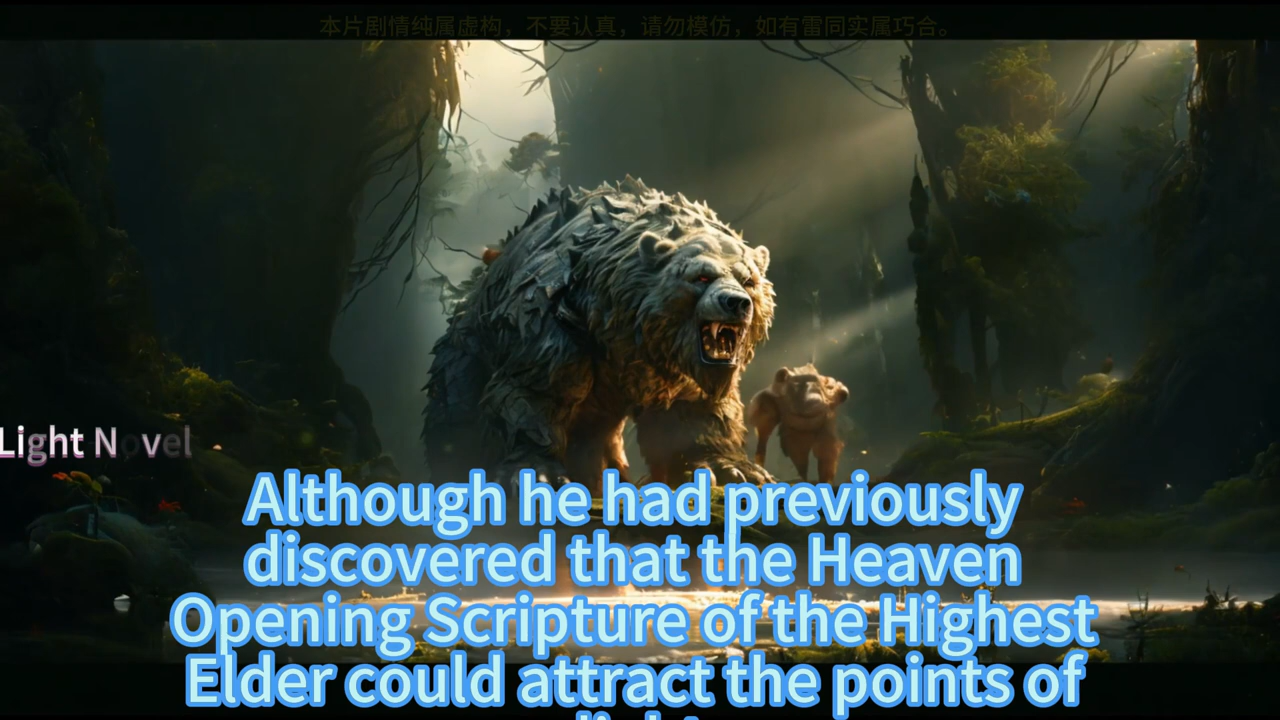 本片剧情纯属虚构，不要认真，请勿模仿，如有雷同实属巧合。
Light Novel
Although he had previously
discovered that the Heaven
Opening Scripture of the Highest
Elder could attract the points of